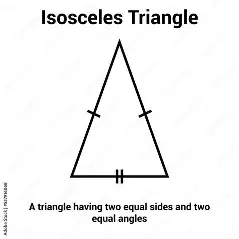 Isosceles Triangle
A triangle having two equal sides and two
equal angles